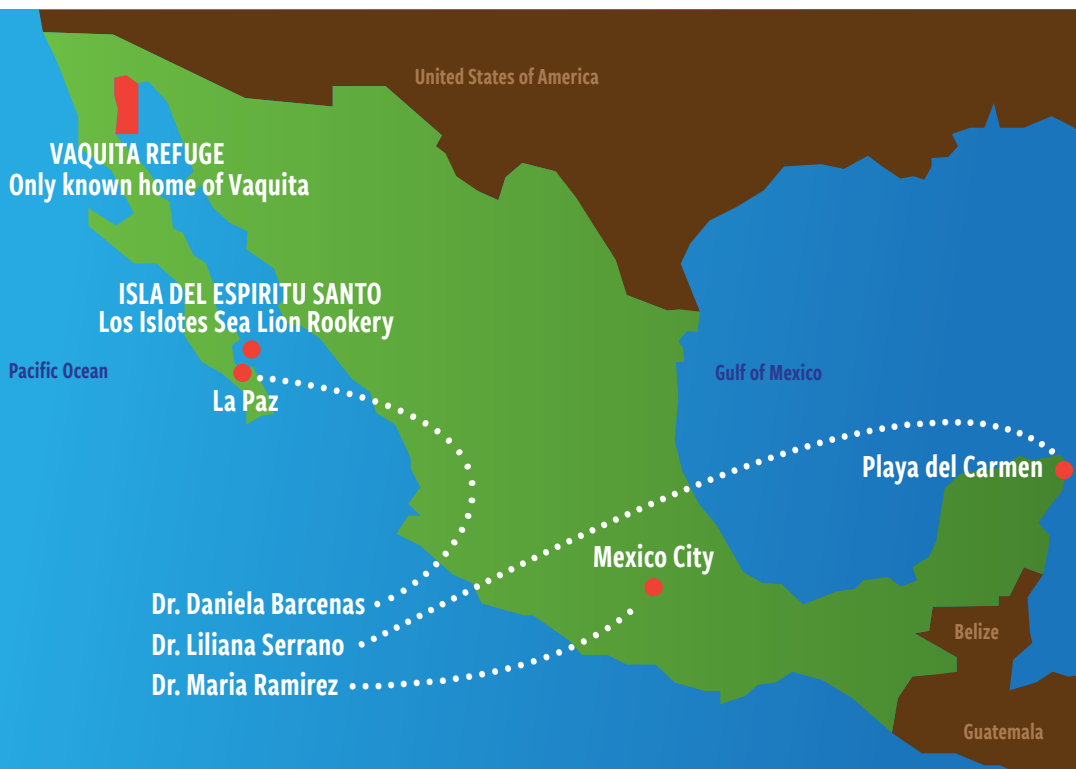 United States of America
VAQUITA REFUGE
Only known home of Vaquita
ISLA DEL ESPIRITU SANTO
Los Islotes Sea Lion Rookery
Pacific Ocean
Gulf of Mexico
La Paz
Playa del Carmen
Mexico City
Dr. Daniela Barcenas
Dr. Liliana Serrano
Dr. Maria Ramirez
Belize
Guatemala